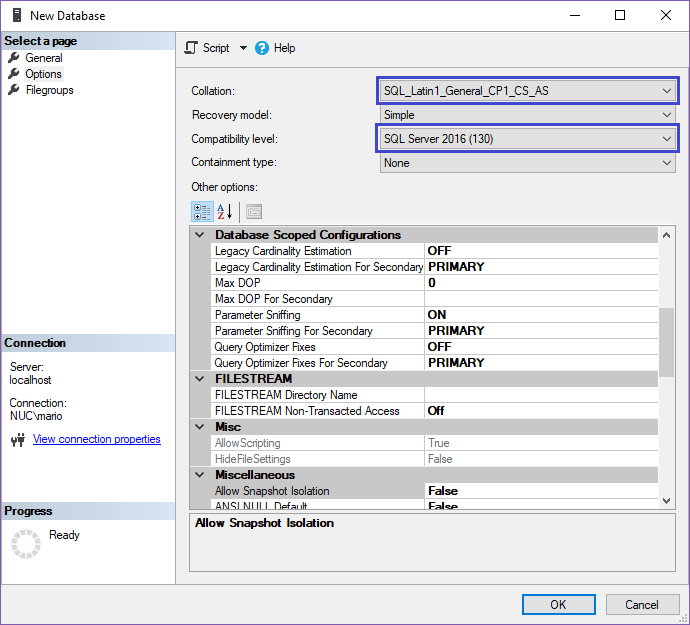 New Database
Select a page
General
Options
Filegroups
Script Help
Collation: SQL_Latin1_General_CP1_CS_AS
Recovery model: Simple
Compatibility level: SQL Server 2016 (130)
Containment type: None
Other options:
Database Scoped Configurations
Legacy Cardinality Estimation OFF
Legacy Cardinality Estimation For Secondary PRIMARY
Max DOP 0
Max DOP For Secondary
Parameter Sniffing ON
Parameter Sniffing For Secondary PRIMARY
Query Optimizer Fixes OFF
Query Optimizer Fixes For Secondary PRIMARY
FILESTREAM
FILESTREAM Directory Name
FILESTREAM Non-Transacted Access Off
Misc
AllowScripting True
HideFileSettings False
Miscellaneous
Allow Snapshot Isolation False
ANSI NULL Default False
Allow Snapshot Isolation
Connection
Server:
localhost
Connection:
NUC\mario
View connection properties
Progress
Ready
OK Cancel